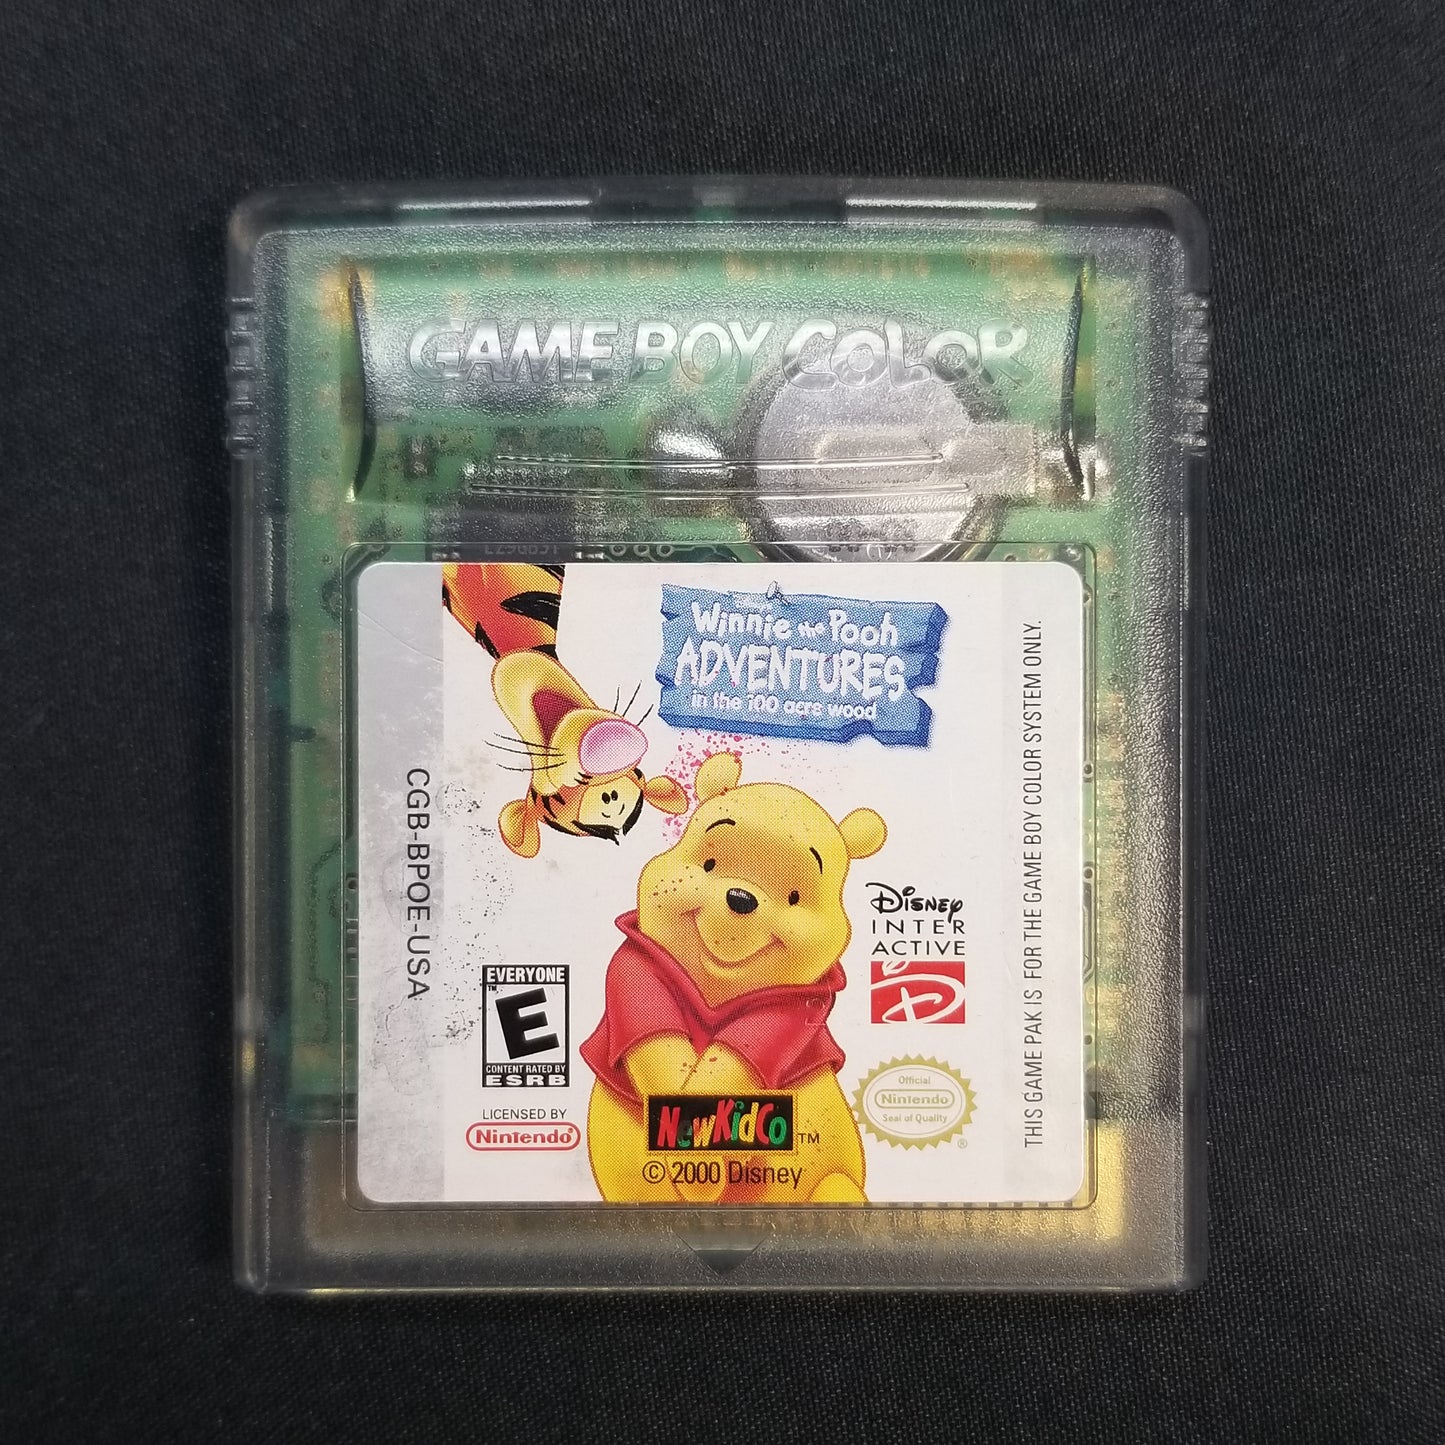 GAME BOY COLOR
Winnie the Pooh
ADVENTURES
in the 100 acre wood
CGB-BPOE-USA
THIS GAME PAK IS FOR THE GAME BOY COLOR SYSTEM ONLY.
Disney
INTER
ACTIVE
D
EVERYONE
TM
E
CONTENT RATED BY
ESRB
LICENSED BY
Nintendo
NewKidCo TM
© 2000 Disney
Official
Nintendo
Seal of Quality
®